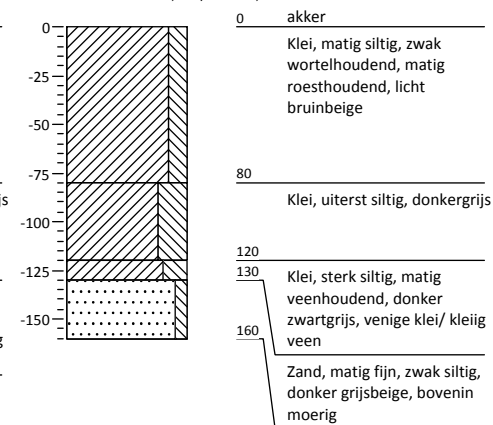 0
-25
-50
-75
-100
-125
-150
0 akker
Klei, matig siltig, zwak
wortelhoudend, matig
roesthoudend, licht
bruinbeige
80
Klei, uiterst siltig, donkergrijs
120
130
Klei, sterk siltig, matig
veenhoudend, donker
zwartgrijs, venige klei/ kleiig
veen
160
Zand, matig fijn, zwak siltig,
donker grijsbeige, bovenin
moerig